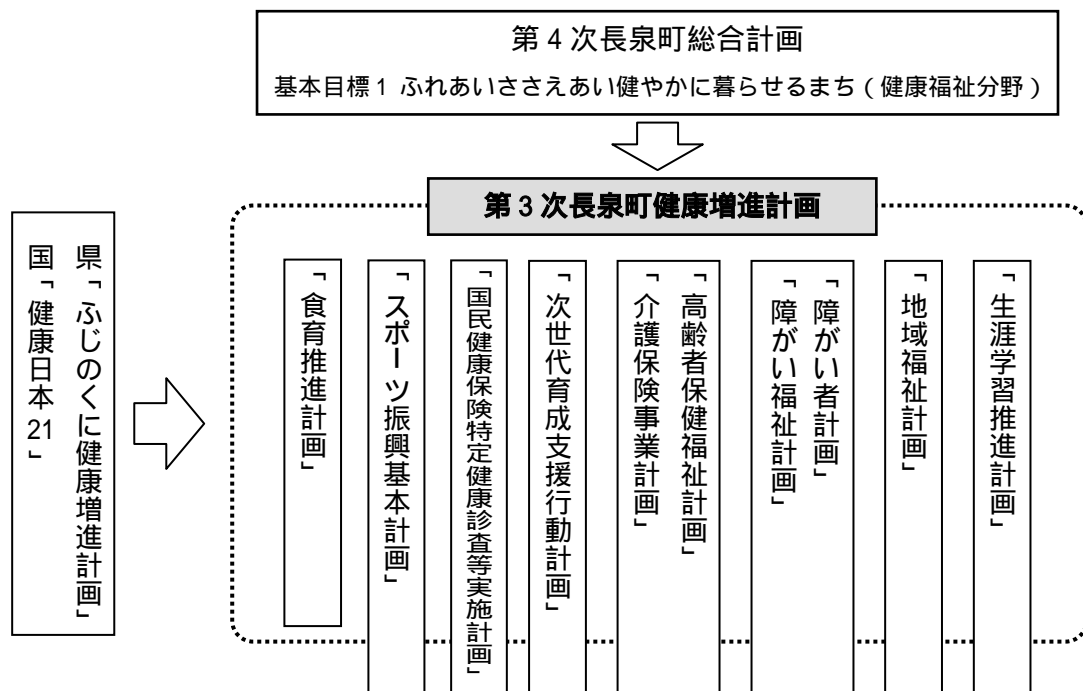 第4次長泉町総合計画
基本目標1 ふれあいささえあい健やかに暮らせるまち(健康福祉分野)
第3次長泉町健康増進計画
県「ふじのくに健康増進計画」
国「健康日本21」
「食育推進計画」
「スポーツ振興基本計画」
「国民健康保険特定健康診査等実施計画」
「次世代育成支援行動計画」
「高齢者保健福祉計画」
介護保険事業計画」
「障がい者計画」
「障がい福祉計画」
「地域福祉計画」
「生涯学習推進計画」